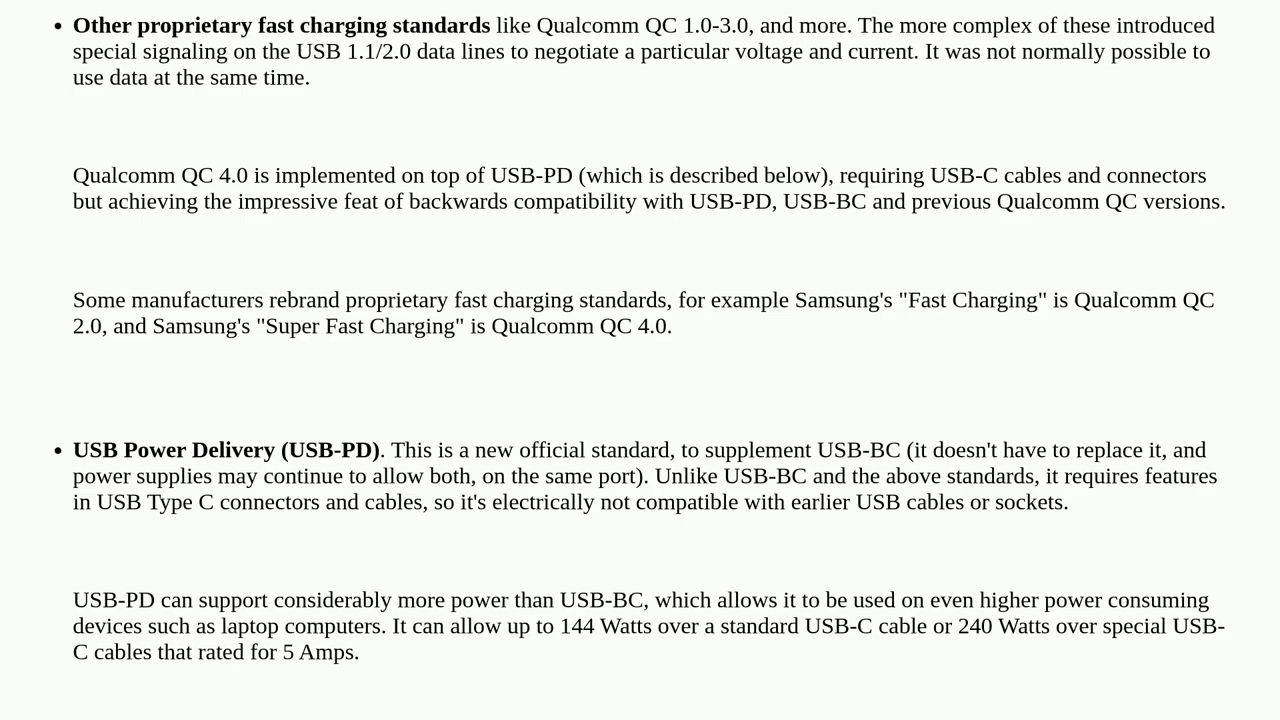 • Other proprietary fast charging standards like Qualcomm QC 1.0-3.0, and more. The more complex of these introduced
special signaling on the USB 1.1/2.0 data lines to negotiate a particular voltage and current. It was not normally possible to
use data at the same time.
Qualcomm QC 4.0 is implemented on top of USB-PD (which is described below), requiring USB-C cables and connectors
but achieving the impressive feat of backwards compatibility with USB-PD, USB-BC and previous Qualcomm QC versions.
Some manufacturers rebrand proprietary fast charging standards, for example Samsung's "Fast Charging" is Qualcomm QC
2.0, and Samsung's "Super Fast Charging" is Qualcomm QC 4.0.
• USB Power Delivery (USB-PD). This is a new official standard, to supplement USB-BC (it doesn't have to replace it, and
power supplies may continue to allow both, on the same port). Unlike USB-BC and the above standards, it requires features
in USB Type C connectors and cables, so it's electrically not compatible with earlier USB cables or sockets.
USB-PD can support considerably more power than USB-BC, which allows it to be used on even higher power consuming
devices such as laptop computers. It can allow up to 144 Watts over a standard USB-C cable or 240 Watts over special USB-
C cables that rated for 5 Amps.